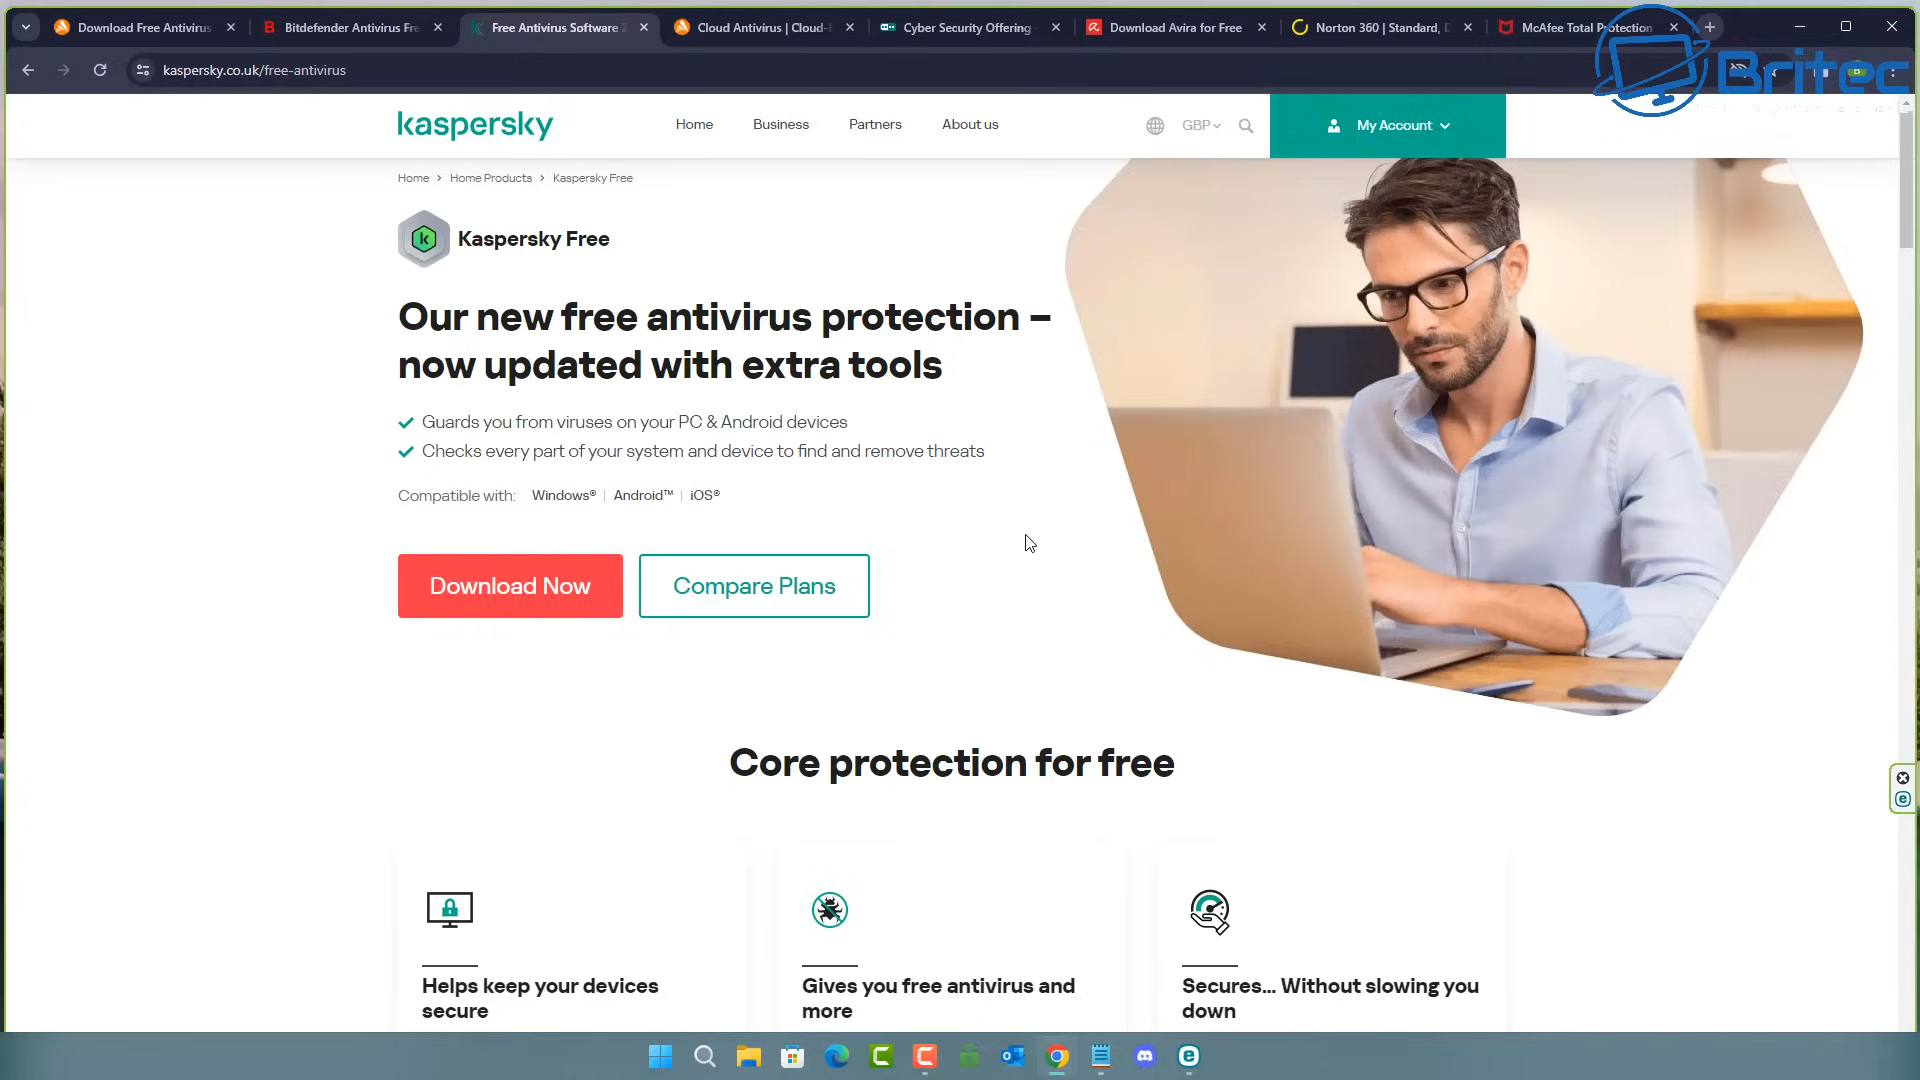 Download Free Antivirus
Bitdefender Antivirus Fre
Free Antivirus Software 2
Cloud Antivirus | Cloud-
Cyber Security Offering
Download Avira for Free
Norton 360 | Standard, D
McAfee Total Protection
kaspersky.co.uk/free-antivirus
Britec
kaspersky
Home
Business
Partners
About us
GBP
My Account
Home > Home Products > Kaspersky Free
Kaspersky Free
Our new free antivirus protection –
now updated with extra tools
Guards you from viruses on your PC & Android devices
Checks every part of your system and device to find and remove threats
Compatible with: Windows® | Android™ | iOS®
Download Now
Compare Plans
Core protection for free
Helps keep your devices
secure
Gives you free antivirus and
more
Secures... Without slowing you
down